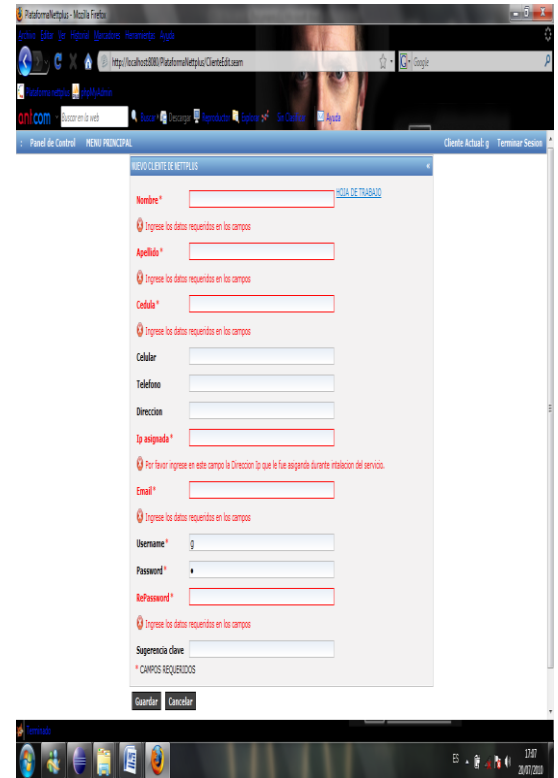 PlataformaNettplus - Mozilla Firefox
Archivo Editar Ver Historial Marcadores Herramientas Ayuda
http://localhost:8080/PlataformaNettplus/ClienteEdit.seam
Google
Plataforma nettplus phpMyAdmin
Buscar en la web Buscar Descargar Reproductor Explorar Ayuda
: Panel de Control MENU PRINCIPAL Cliente Actual: g Terminar Sesion
NUEVO CLIENTE DE NETTPLUS «
Nombre * HOJA DE TRABAJO
Ingrese los datos requeridos en los campos
Apellido *
Ingrese los datos requeridos en los campos
Cedula *
Ingrese los datos requeridos en los campos
Celular
Telefono
Direccion
Ip asignada *
Por favor ingrese en este campo la Direccion Ip que le fue asiganda durante intalacion del servicio.
Email *
Ingrese los datos requeridos en los campos
Username * g
Password * •
RePassword *
Ingrese los datos requeridos en los campos
Sugerencia clave
* CAMPOS REQUERIDOS
Guardar Cancelar
Terminado
ES 17:07
20/07/2010